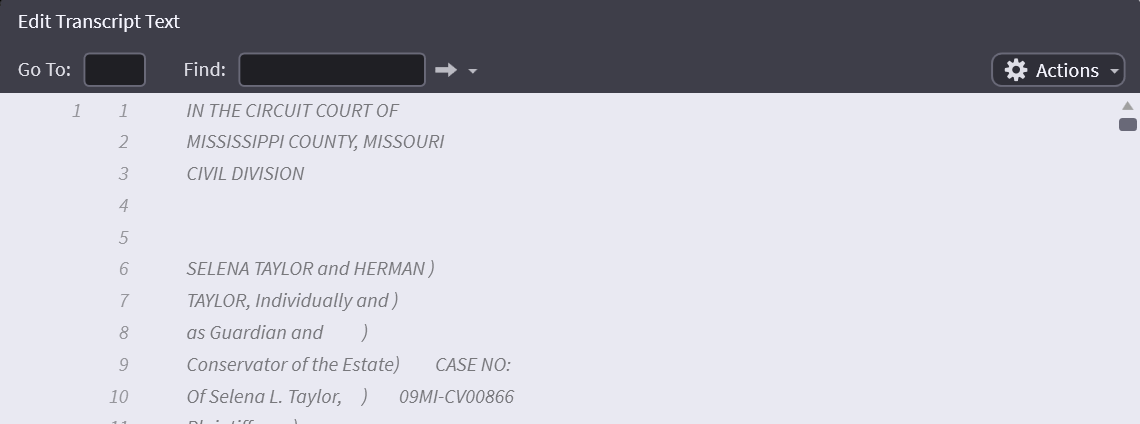 Edit Transcript Text
Go To: Find: Actions
1 1 IN THE CIRCUIT COURT OF
2 MISSISSIPPI COUNTY, MISSOURI
3 CIVIL DIVISION
4
5
6 SELENA TAYLOR and HERMAN )
7 TAYLOR, Individually and )
8 as Guardian and )
9 Conservator of the Estate) CASE NO:
10 Of Selena L. Taylor, ) 09MI-CV00866